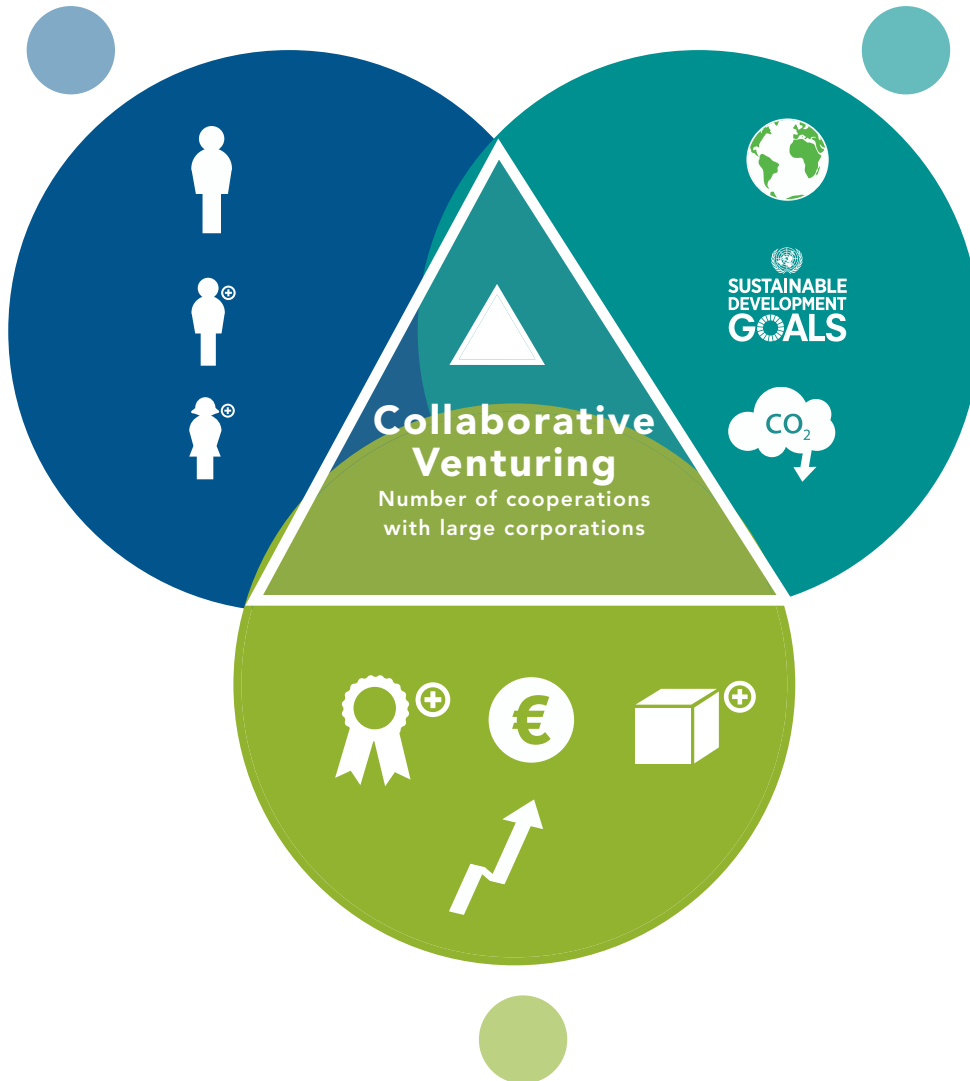 SUSTAINABLE
DEVELOPMENT
GOALS
CO₂
Collaborative
Venturing
Number of cooperations
with large corporations
€